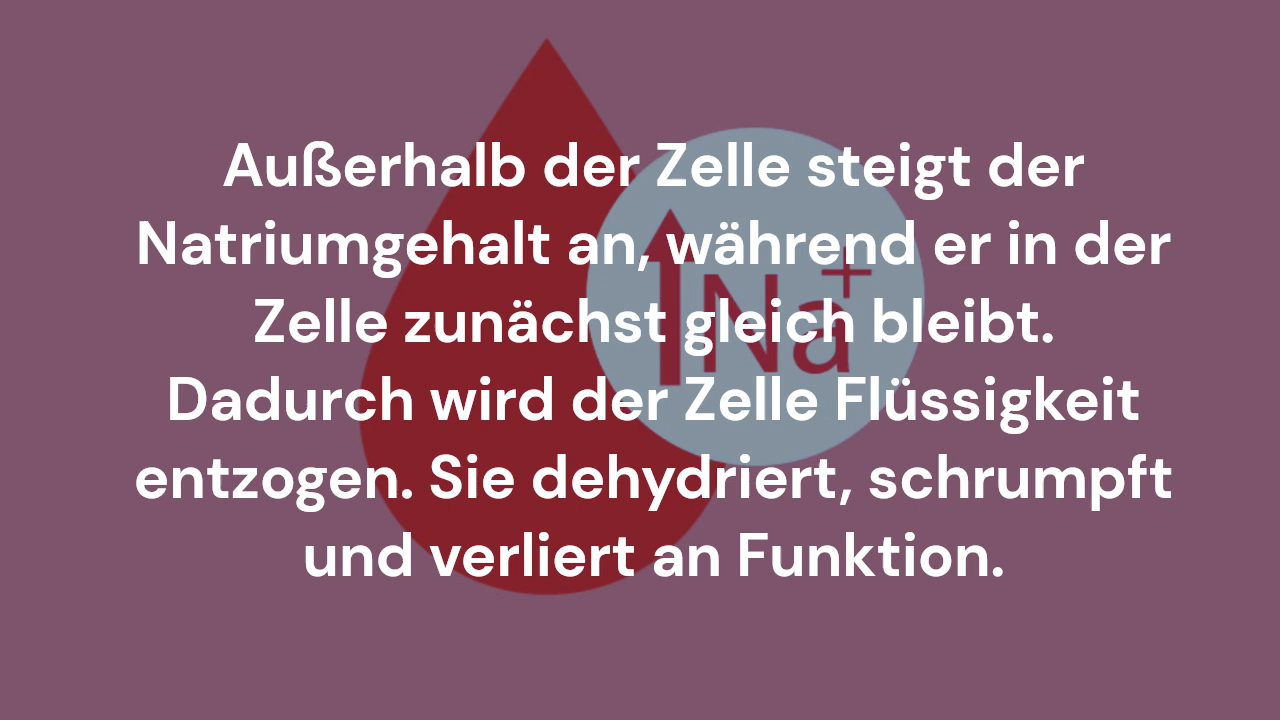 Außerhalb der Zelle steigt der
Natriumgehalt an, während er in der
Zelle zunächst gleich bleibt.
Dadurch wird der Zelle Flüssigkeit
entzogen. Sie dehydriert, schrumpft
und verliert an Funktion.
Na+